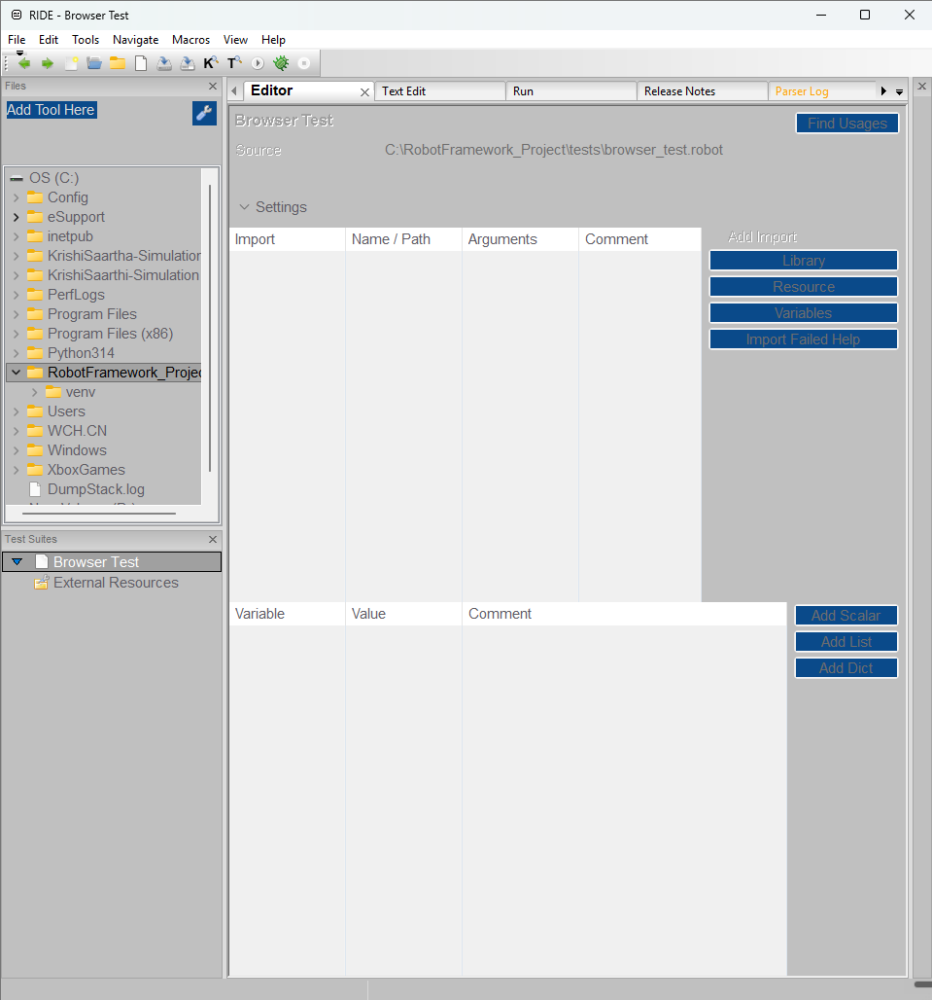 RIDE - Browser Test
File Edit Tools Navigate Macros View Help
K T
Files
Add Tool Here
OS (C:)
Config
eSupport
inetpub
KrishiSaartha-Simulation
KrishiSaarthi-Simulation
PerfLogs
Program Files
Program Files (x86)
Python314
RobotFramework_Projec
venv
Users
WCH.CN
Windows
XboxGames
DumpStack.log
Test Suites
Browser Test
External Resources
Editor Text Edit Run Release Notes Parser Log
Browser Test Find Usages
Source C:\RobotFramework_Project\tests\browser_test.robot
Settings
Import Name / Path Arguments Comment
Add Import
Library
Resource
Variables
Import Failed Help
Variable Value Comment
Add Scalar
Add List
Add Dict